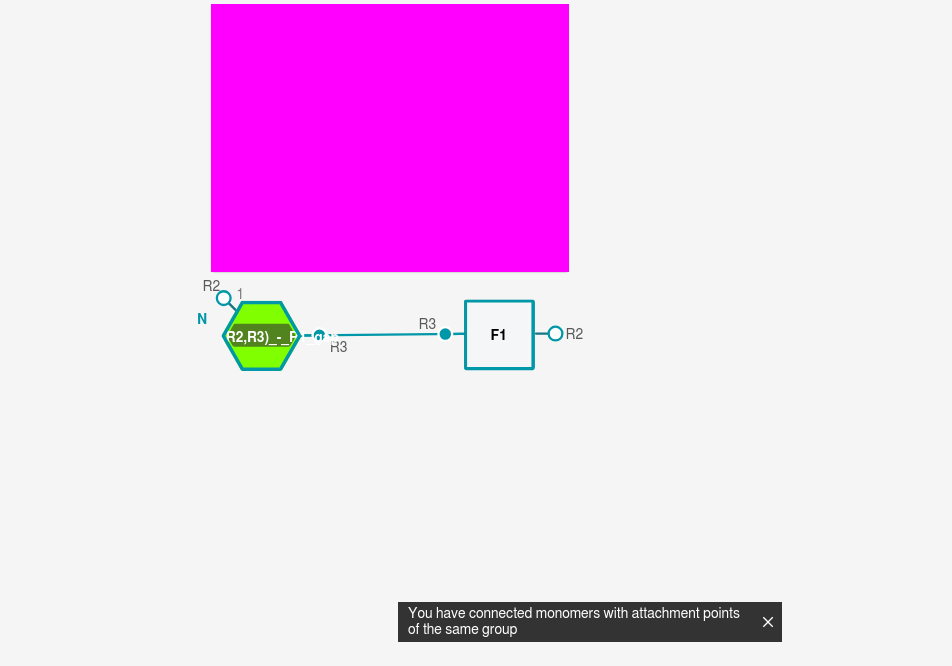 R2
1
N
R2,R3)_-_P
R3
R3
F1
R2
You have connected monomers with attachment points
of the same group